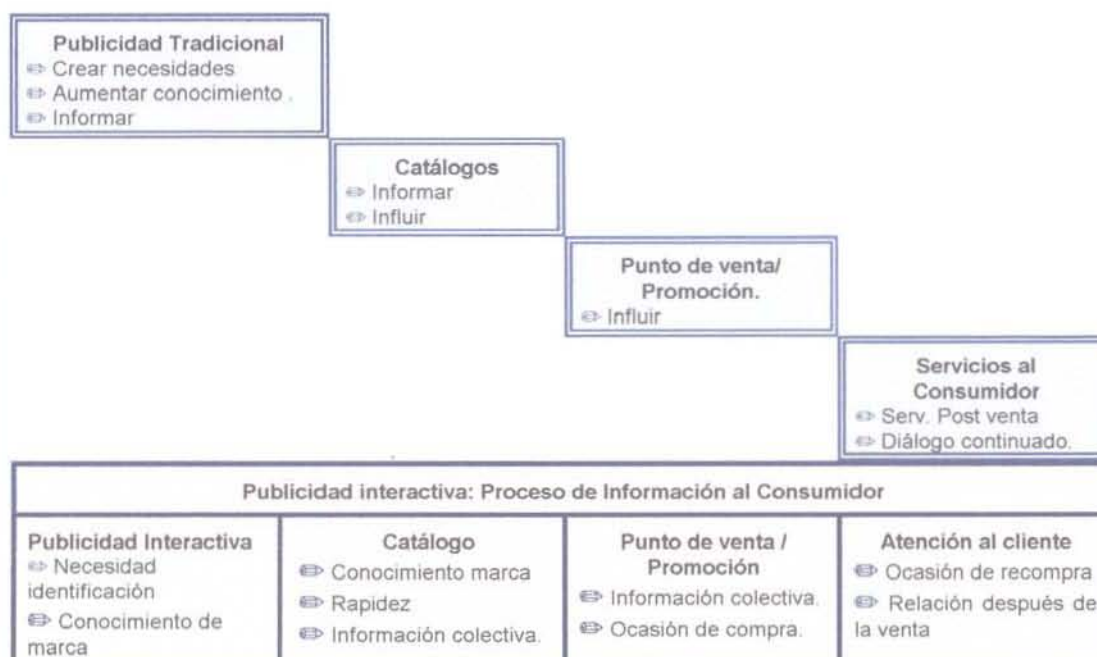 Publicidad Tradicional
Crear necesidades
Aumentar conocimiento .
Informar
Catálogos
Informar
Influir
Punto de venta/
Promoción.
Influir
Servicios al
Consumidor
Serv. Post venta
Diálogo continuado.
Publicidad interactiva: Proceso de Información al Consumidor
Publicidad Interactiva
Necesidad
identificación
Conocimiento de
marca
Catálogo
Conocimiento marca
Rapidez
Información colectiva.
Punto de venta /
Promoción
Información colectiva.
Ocasión de compra.
Atención al cliente
Ocasión de recompra
Relación después de
la venta